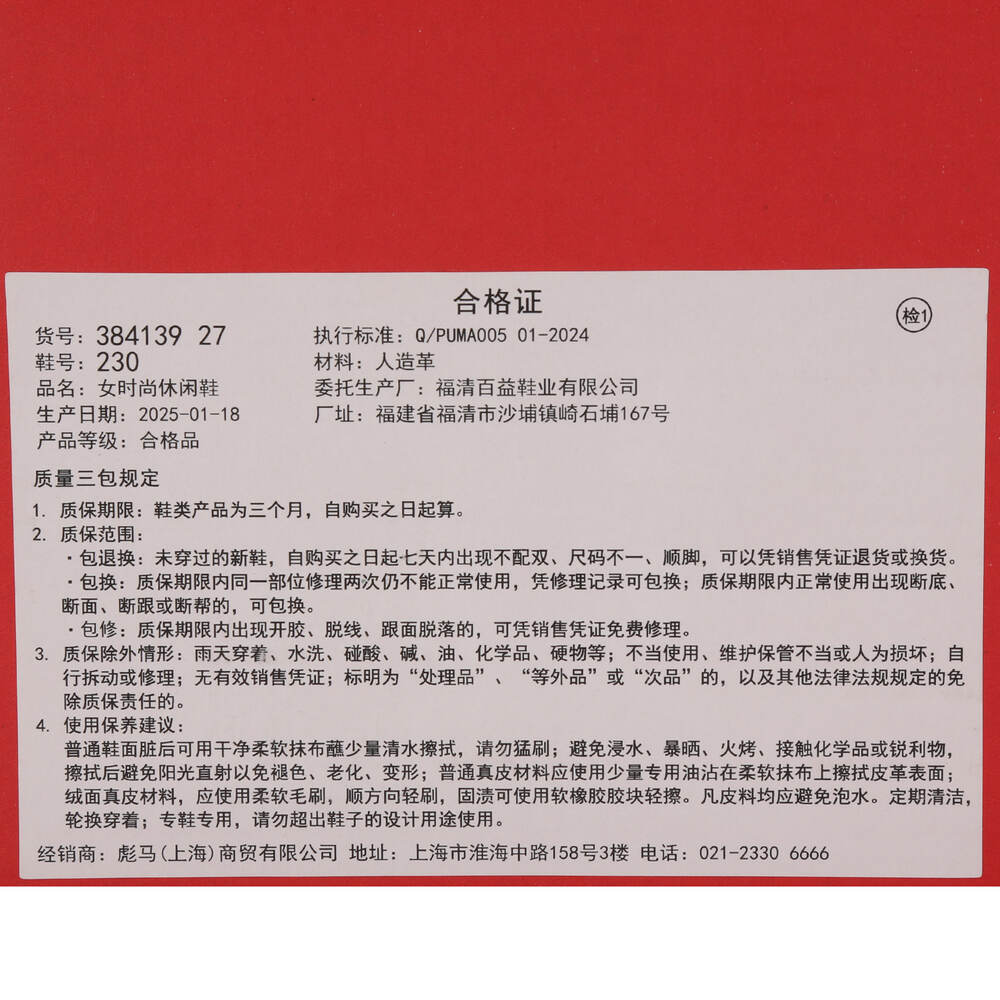 合格证
检1
货号：384139 27 执行标准：Q/PUMA005 01-2024
鞋号：230 材料：人造革
品名：女时尚休闲鞋 委托生产厂：福清百益鞋业有限公司
生产日期：2025-01-18 厂址：福建省福清市沙埔镇崎石埔167号
产品等级：合格品
质量三包规定
1. 质保期限：鞋类产品为三个月，自购买之日起算。
2. 质保范围：
·包退换：未穿过的新鞋，自购买之日起七天内出现不配双、尺码不一、顺脚，可以凭销售凭证退货或换货。
·包换：质保期限内同一部位修理两次仍不能正常使用，凭修理记录可包换；质保期限内正常使用出现断底、
断面、断跟或断帮的，可包换。
·包修：质保期限内出现开胶、脱线、跟面脱落的，可凭销售凭证免费修理。
3. 质保除外情形：雨天穿着、水洗、碰酸、碱、油、化学品、硬物等；不当使用、维护保管不当或人为损坏；自
行拆动或修理；无有效销售凭证；标明为“处理品”、“等外品”或“次品”的，以及其他法律法规规定的免
除质保责任的。
4. 使用保养建议：
普通鞋面脏后可用干净柔软抹布蘸少量清水擦拭，请勿猛刷；避免浸水、暴晒、火烤、接触化学品或锐利物，
擦拭后避免阳光直射以免褪色、老化、变形；普通真皮材料应使用少量专用油沾在柔软抹布上擦拭皮革表面；
绒面真皮材料，应使用柔软毛刷，顺方向轻刷，固渍可使用软橡胶胶块轻擦。凡皮料均应避免泡水。定期清洁，
轮换穿着；专鞋专用，请勿超出鞋子的设计用途使用。
经销商：彪马(上海)商贸有限公司 地址：上海市淮海中路158号3楼 电话：021-2330 6666